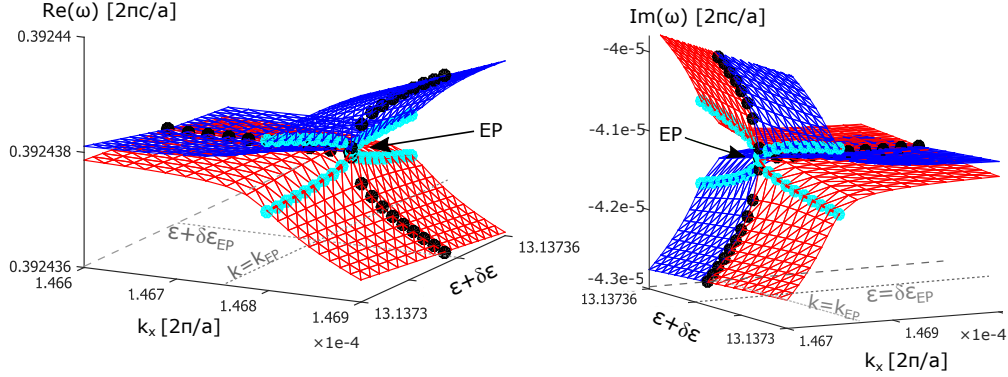 Re(ω) [2πc/a]
0.39244
0.392438
0.392436
1.466
1.467
1.468
1.469
×1e-4
k_x [2π/a]
ε+δε_EP
k=k_EP
EP
13.13736
13.1373
ε+δε
Im(ω) [2πc/a]
-4e-5
-4.1e-5
-4.2e-5
-4.3e-5
EP
13.13736
13.1373
ε+δε
k=k_EP
ε=δε_EP
1.467
1.469
×1e-4
k_x [2π/a]